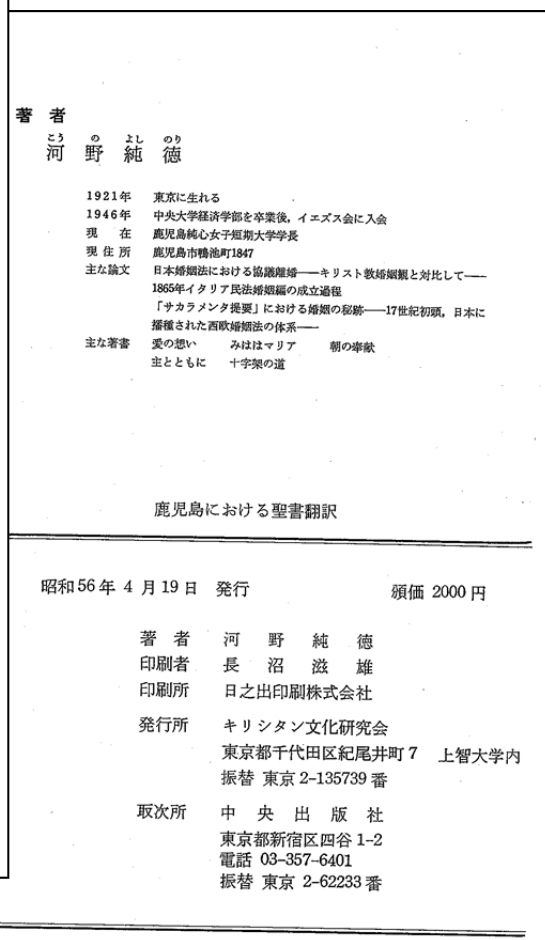 著者
こう の よし のり
河野純徳
1921年 東京に生れる
1946年 中央大学経済学部を卒業後，イエズス会に入会
現在 鹿児島純心女子短期大学学長
現住所 鹿児島市鴨池町1847
主な論文 日本婚姻法における協議離婚――キリスト教婚姻観と対比して――
1865年イタリア民法婚姻編の成立過程
「サカラメンタ提要」における婚姻の秘跡――17世紀初頭，日本に
播種された西欧婚姻法の体系――
主な著書 愛の想い みははマリア 朝の奉献
主とともに 十字架の道
鹿児島における聖書翻訳
昭和56年4月19日 発行 頒価 2000円
著者 河野純徳
印刷者 長沼滋雄
印刷所 日之出印刷株式会社
発行所 キリシタン文化研究会
東京都千代田区紀尾井町7 上智大学内
振替 東京2-135739番
取次所 中央出版社
東京都新宿区四谷1-2
電話 03-357-6401
振替 東京 2-62233番